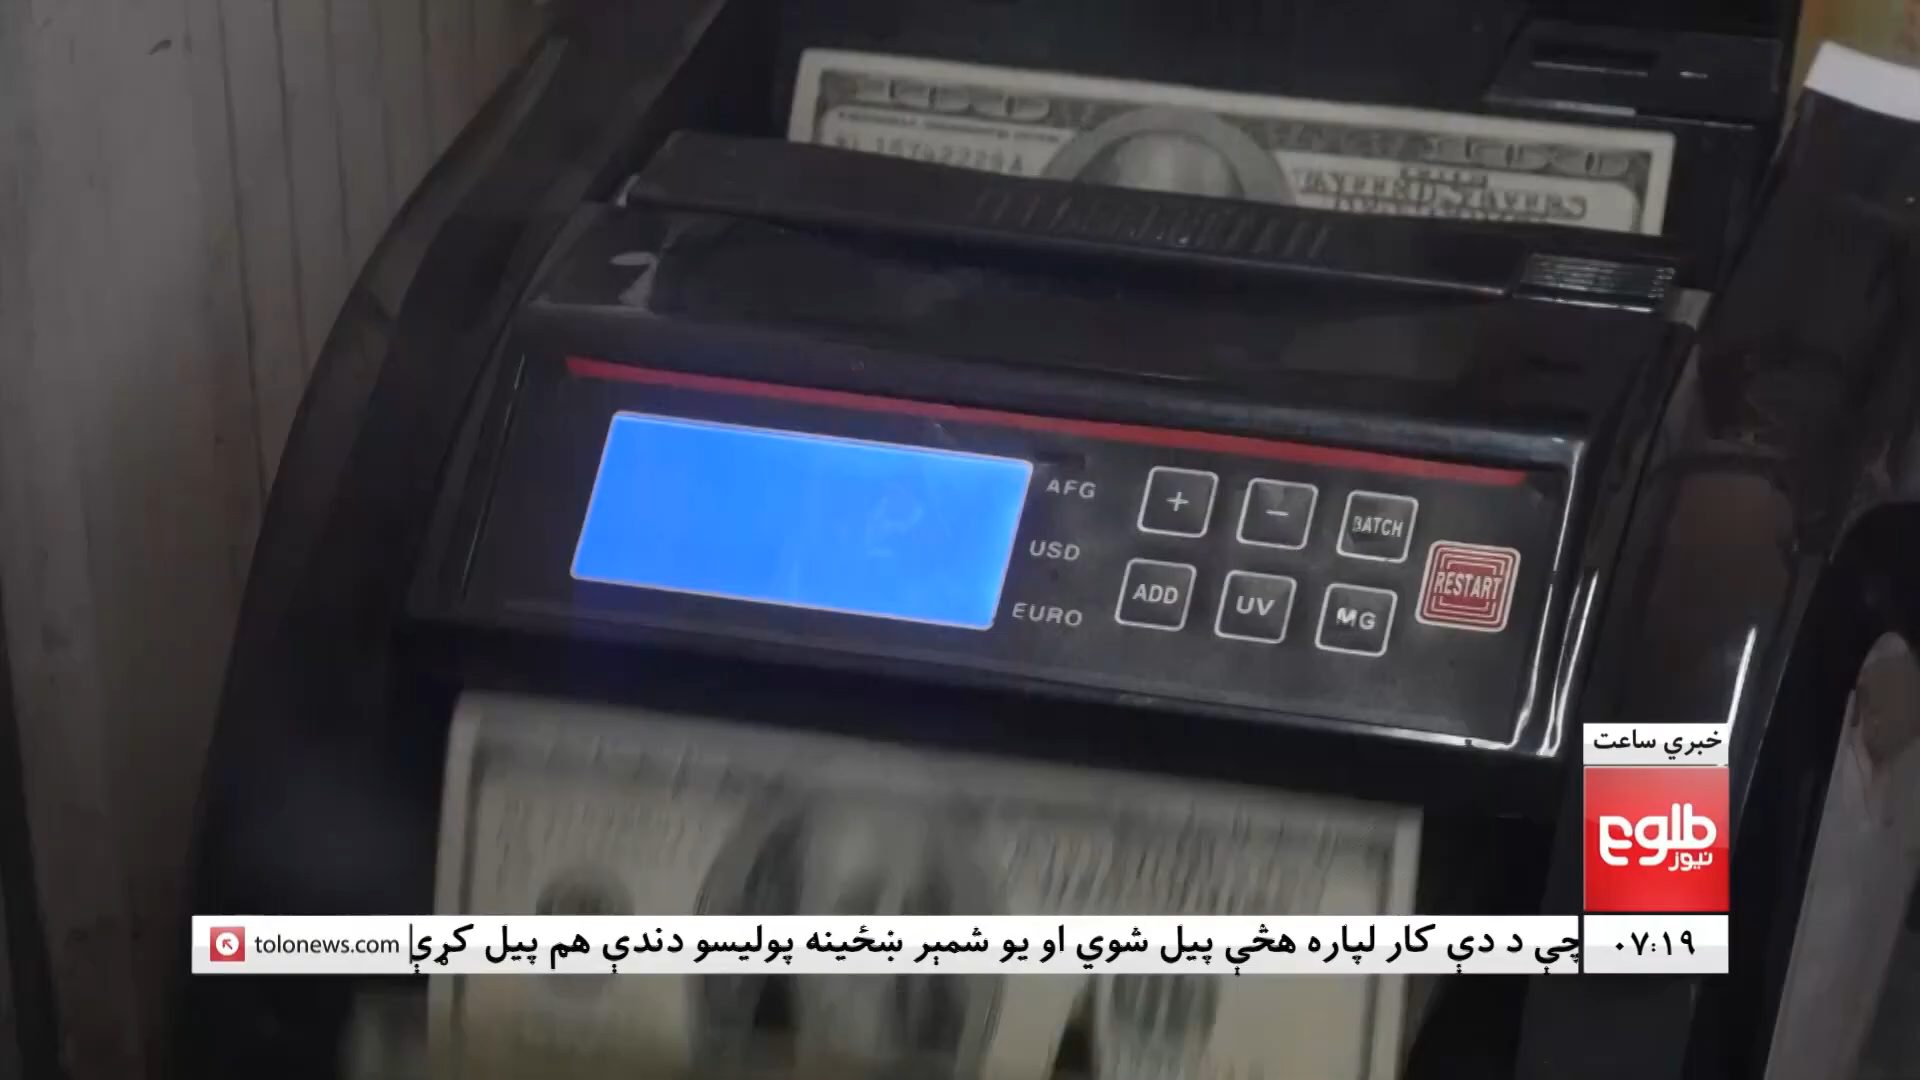 AFG
USD
EURO
+
-
BATCH
ADD
UV
MG
RESTART
خبري ساعت
طلوع
نیوز
tolonews.com
چې د دې کار لپاره هڅې پیل شوي او یو شمېر ښځینه پولیسو دندې هم پیل کړې
۰۷:۱۹